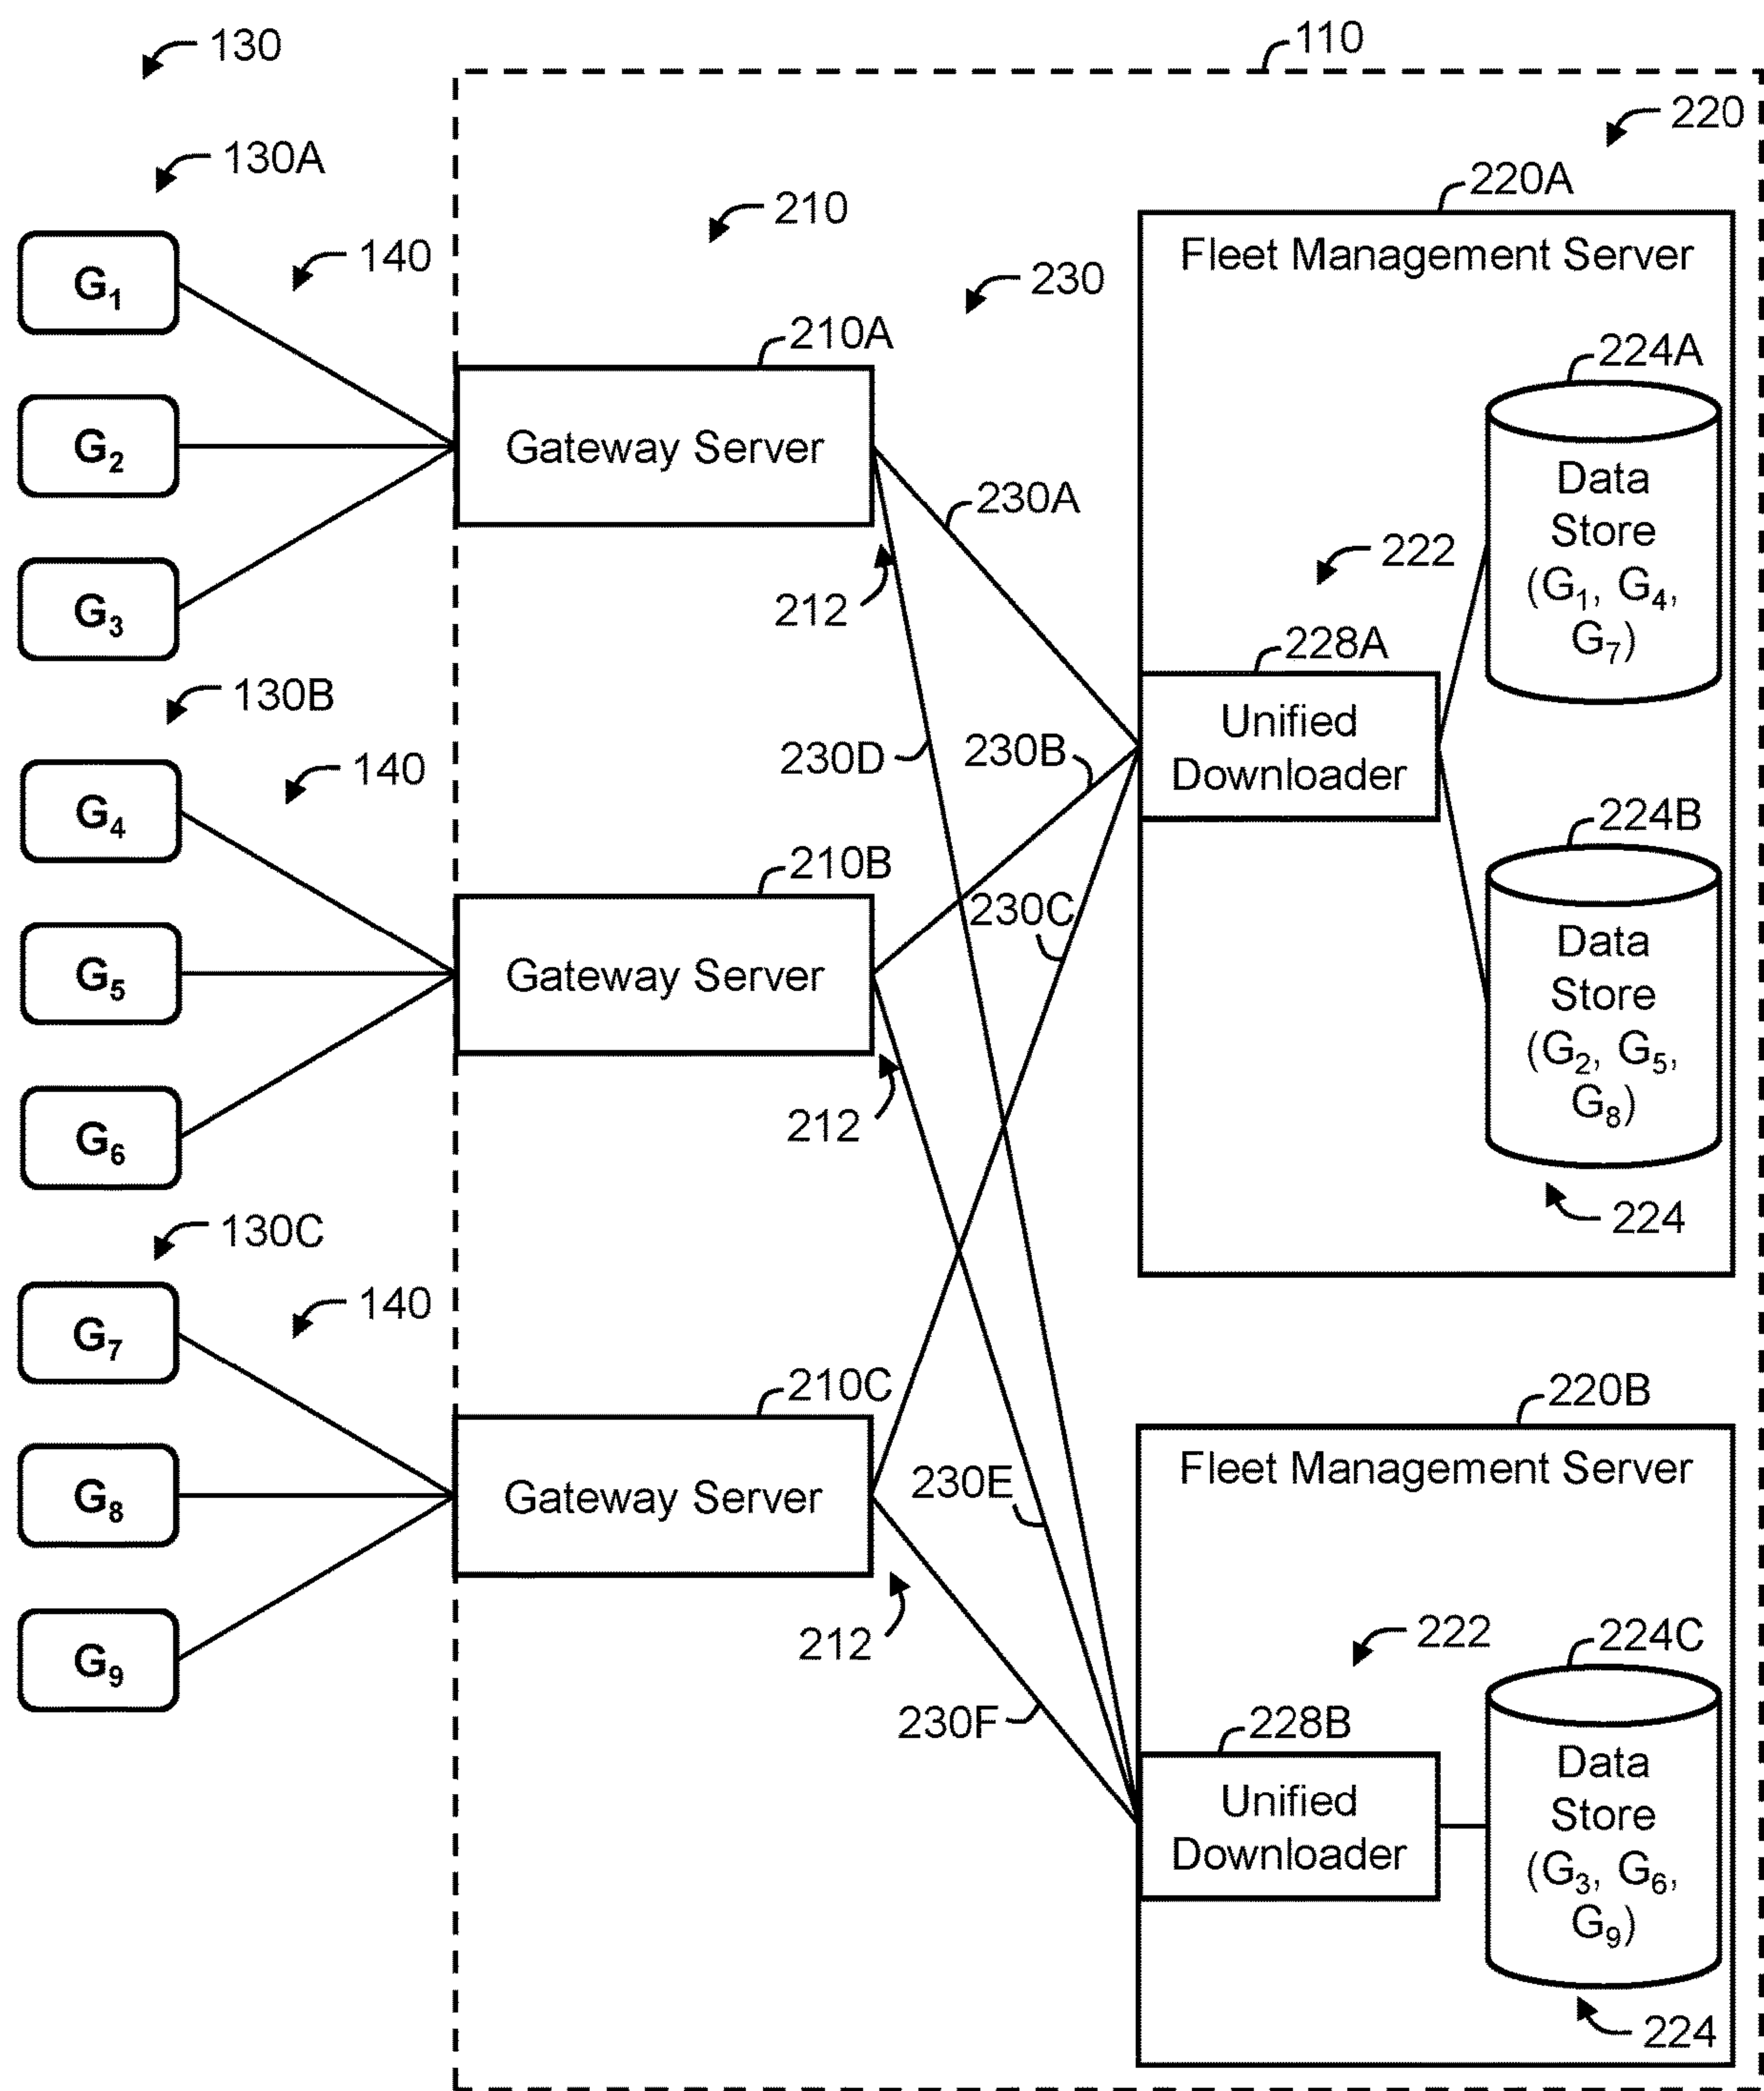 110
130
220
130A
220A
210
140
Fleet Management Server
G1
230
210A
224A
Gateway Server
G2
Data
Store
(G1, G4,
G7)
230A
222
212
G3
228A
130B
Unified
Downloader
230D
230B
140
G4
224B
210B
230C
Data
Store
(G2, G5,
G8)
Gateway Server
G5
212
G6
224
130C
140
G7
210C
220B
Fleet Management Server
230E
Gateway Server
G8
222
224C
212
G9
230F
228B
Data
Store
(G3, G6,
G9)
Unified
Downloader
224